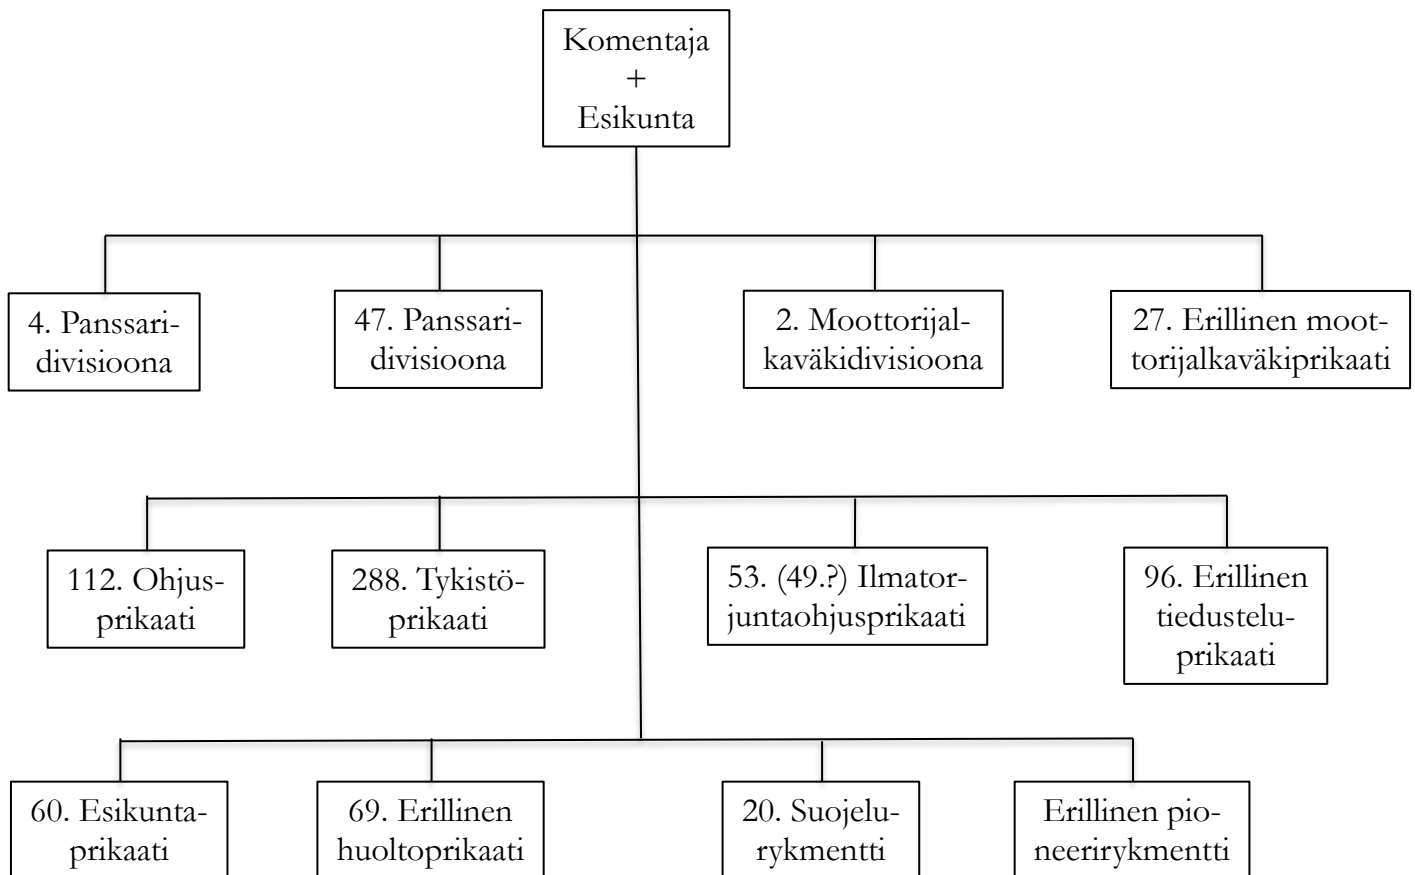 Komentaja
+
Esikunta
4. Panssari-
divisioona
47. Panssari-
divisioona
2. Moottorijal-
kaväkidivisioona
27. Erillinen moot-
torijalkaväkiprikaati
112. Ohjus-
prikaati
288. Tykistö-
prikaati
53. (49.?) Ilmator-
juntaohjusprikaati
96. Erillinen
tiedustelu-
prikaati
60. Esikunta-
prikaati
69. Erillinen
huoltoprikaati
20. Suojelu-
rykmentti
Erillinen pio-
neerirykmentti